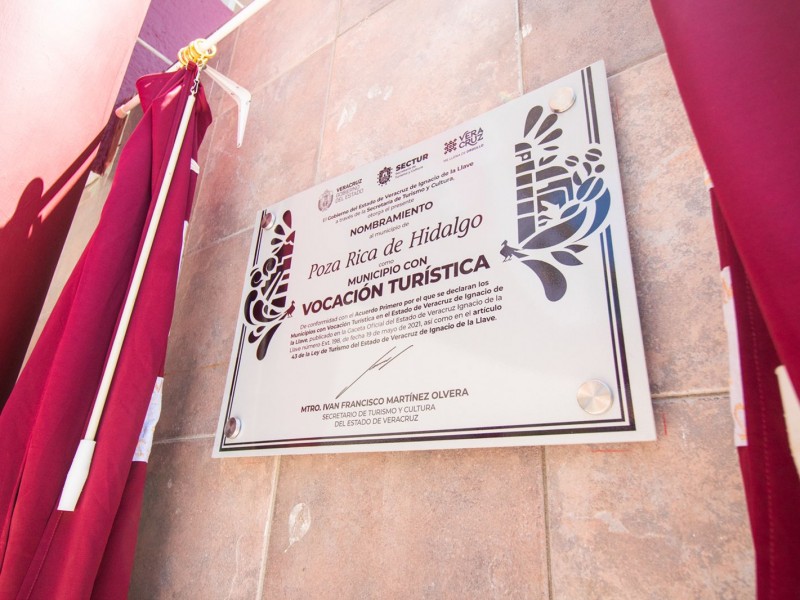 VERACRUZ
GOBIERNO
DEL ESTADO
SECTUR
VERA
CRUZ
El Gobierno del Estado de Veracruz de Ignacio de la Llave
a través de la Secretaría de Turismo y Cultura,
otorga el presente
NOMBRAMIENTO
al municipio de
Poza Rica de Hidalgo
como
MUNICIPIO CON
VOCACIÓN TURÍSTICA
De conformidad con el Acuerdo Primero por el que se declaran los
Municipios con Vocación Turística en el Estado de Veracruz de Ignacio de
la Llave, publicado en la Gaceta Oficial del Estado de Veracruz Ignacio de la
Llave número Ext. 198, de fecha 19 de mayo de 2021, así como en el artículo
43 de la Ley de Turismo del Estado de Veracruz de Ignacio de la Llave.
MTRO. IVAN FRANCISCO MARTÍNEZ OLVERA
SECRETARIO DE TURISMO Y CULTURA
DEL ESTADO DE VERACRUZ